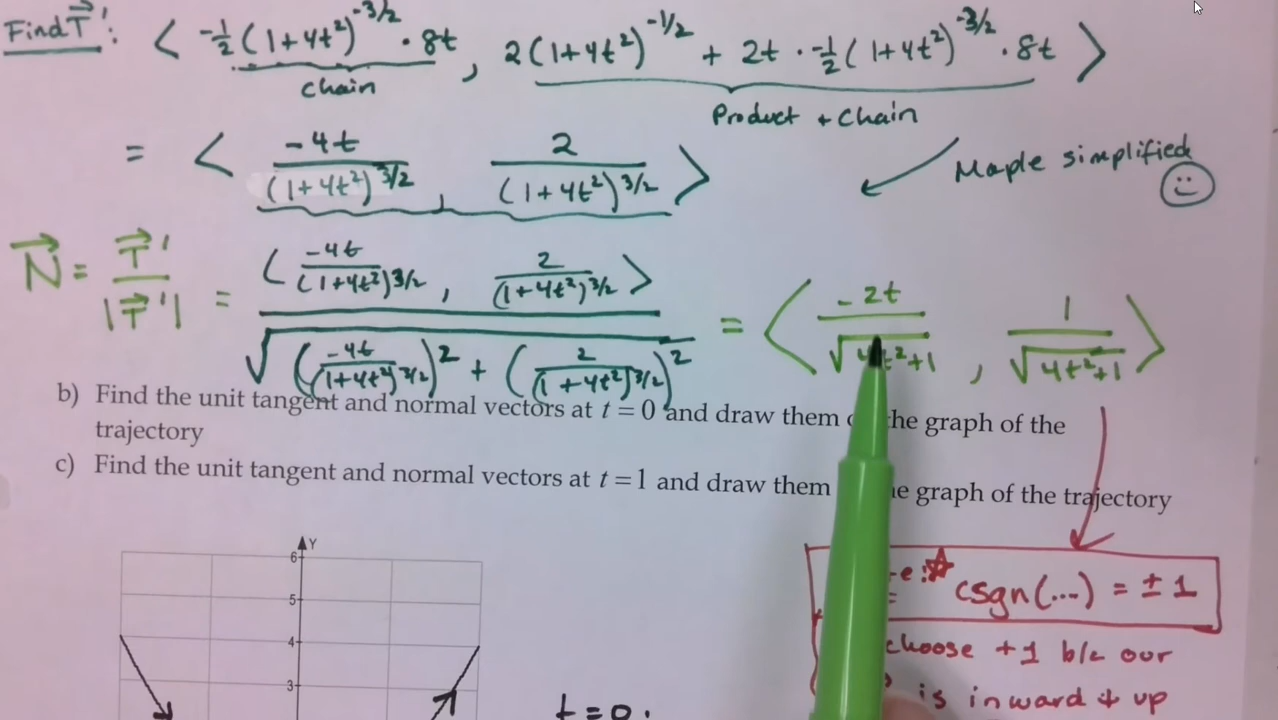 Find T⃗': ⟨ -½(1+4t²)^-3/2 · 8t , 2(1+4t²)^-1/2 + 2t · -½(1+4t²)^-3/2 · 8t ⟩
chain
Product + Chain
= < -4t/(1+4t²)^3/2 , 2/(1+4t²)^3/2 >
Maple simplified
N⃗ = T⃗'/|T⃗'| = ⟨-4t/(1+4t²)^3/2 , 2/(1+4t²)^3/2⟩ / √((-4t/(1+4t²)^3/2)² + (2/(1+4t²)^3/2)²) = ⟨ -2t/√4t²+1 , 1/√4t²+1 ⟩
b) Find the unit tangent and normal vectors at t = 0 and draw them the graph of the
trajectory
c) Find the unit tangent and normal vectors at t = 1 and draw them graph of the trajectory
Y
6
5
4
3
csgn(...) = ±1
choose +1 b/c our
is inward + up
t = 0: